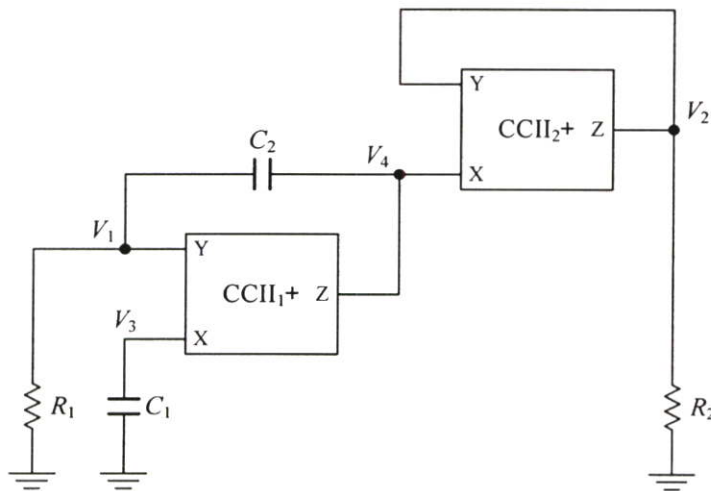 Y
CCII₂+
Z
V₂
X
C₂
V₄
V₁
Y
CCII₁+
Z
V₃
X
R₁
C₁
R₂